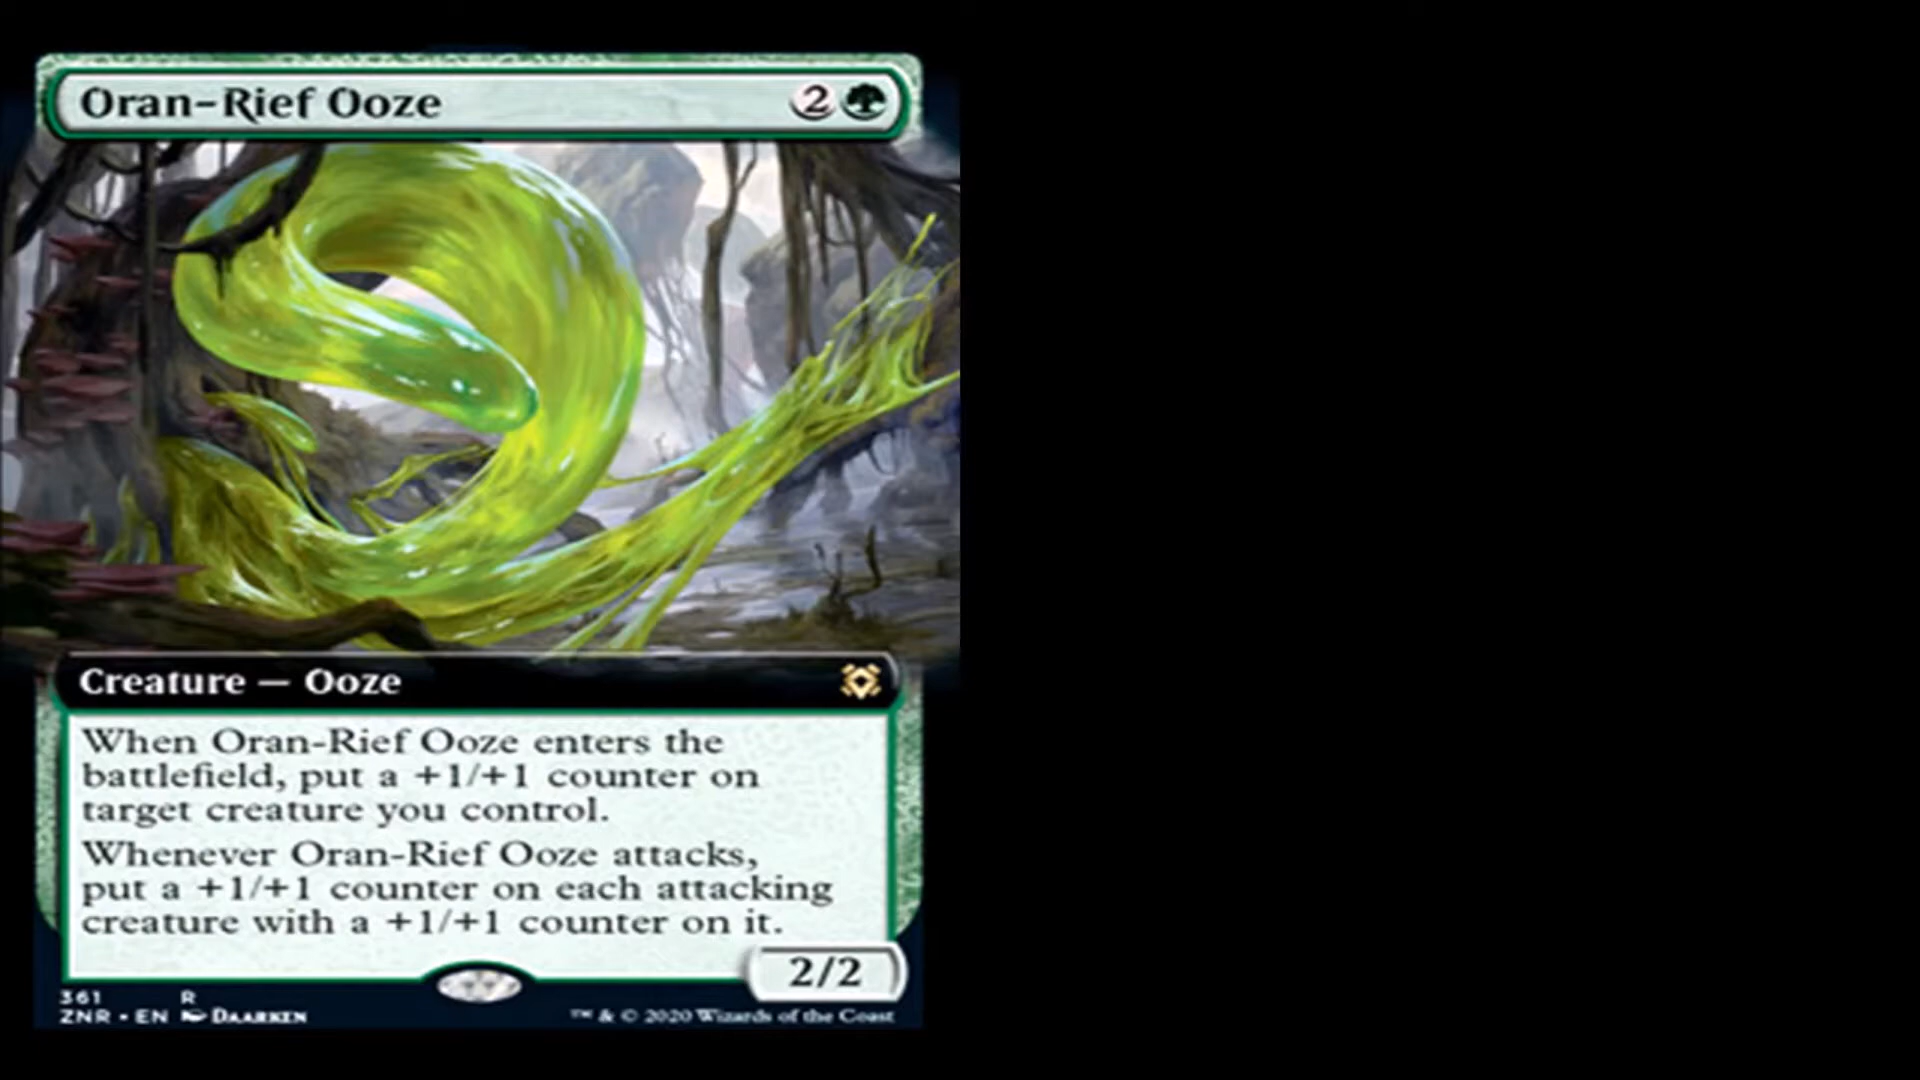 Oran-Rief Ooze 2
Creature — Ooze
When Oran-Rief Ooze enters the
battlefield, put a +1/+1 counter on
target creature you control.
Whenever Oran-Rief Ooze attacks,
put a +1/+1 counter on each attacking
creature with a +1/+1 counter on it.
2/2
361 R
ZNR • EN DAARKEN
™ & © 2020 Wizards of the Coast